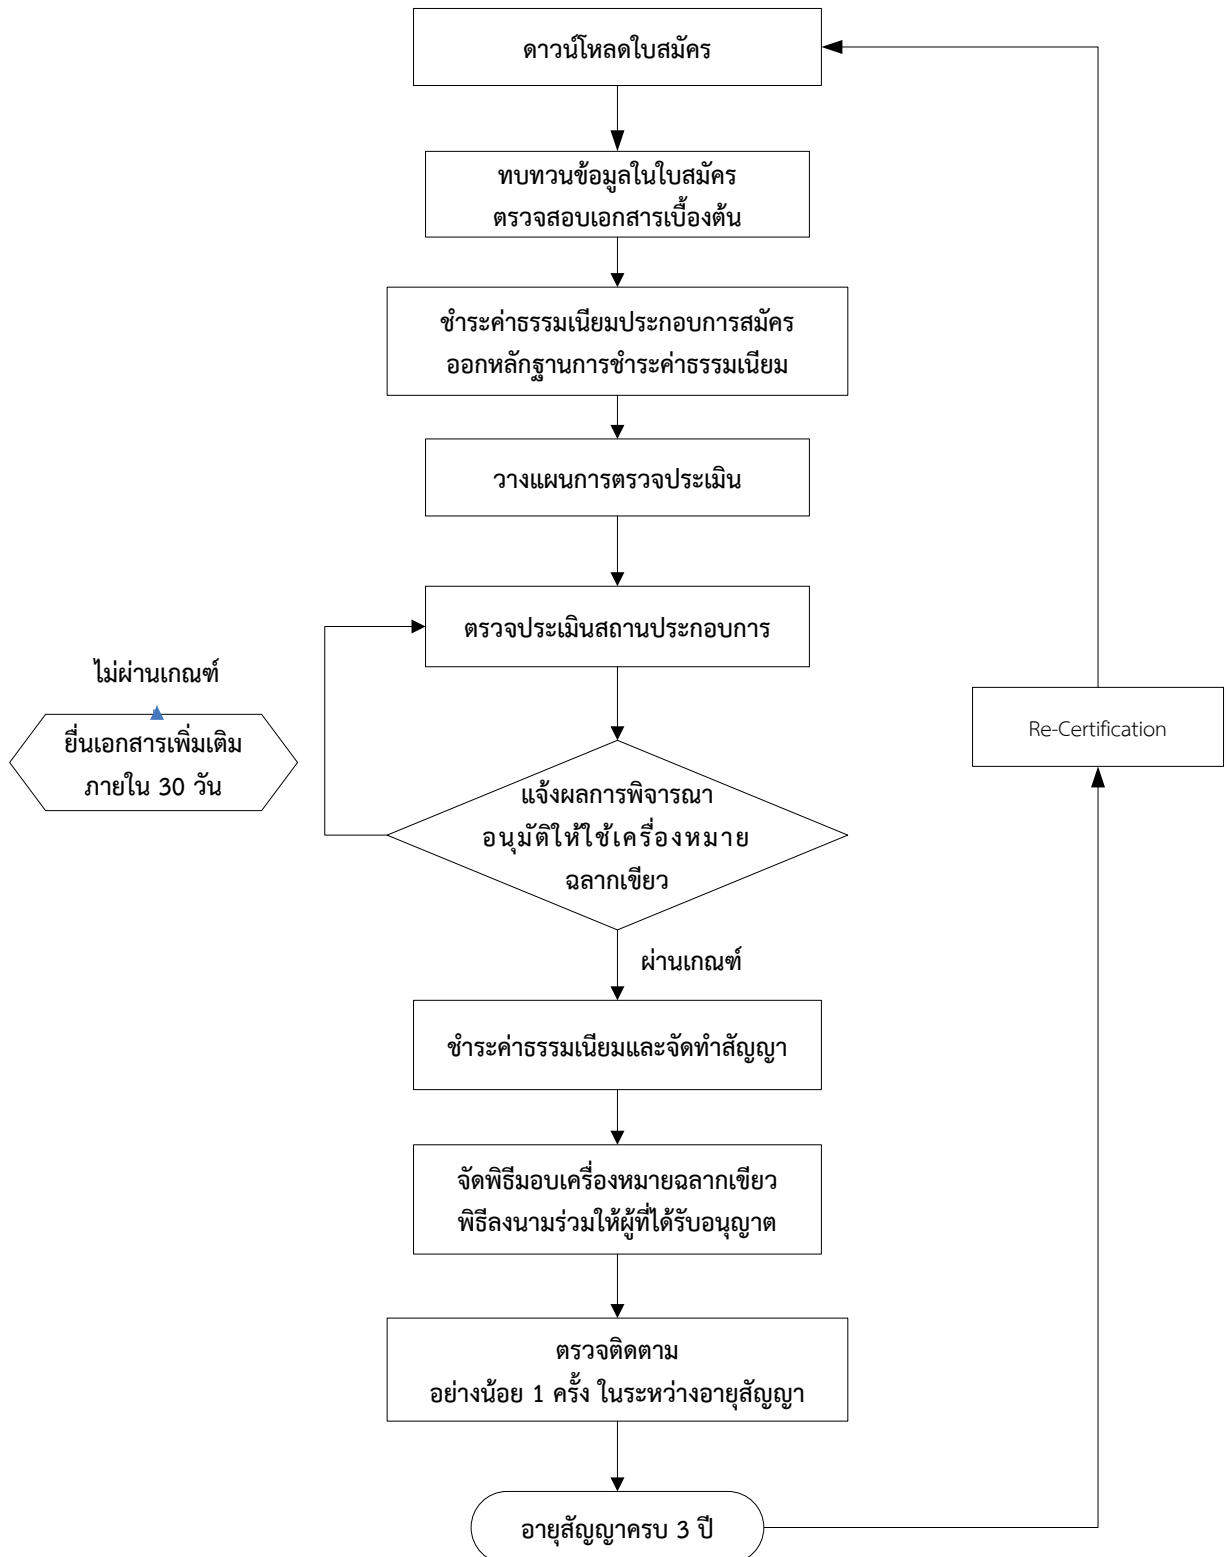 ดาวน์โหลดใบสมัคร
ทบทวนข้อมูลในใบสมัคร
ตรวจสอบเอกสารเบื้องต้น
ชำระค่าธรรมเนียมประกอบการสมัคร
ออกหลักฐานการชำระค่าธรรมเนียม
วางแผนการตรวจประเมิน
ตรวจประเมินสถานประกอบการ
ไม่ผ่านเกณฑ์
ยื่นเอกสารเพิ่มเติม
ภายใน 30 วัน
Re-Certification
แจ้งผลการพิจารณา
อนุมัติให้ใช้เครื่องหมาย
ฉลากเขียว
ผ่านเกณฑ์
ชำระค่าธรรมเนียมและจัดทำสัญญา
จัดพิธีมอบเครื่องหมายฉลากเขียว
พิธีลงนามร่วมให้ผู้ที่ได้รับอนุญาต
ตรวจติดตาม
อย่างน้อย 1 ครั้ง ในระหว่างอายุสัญญา
อายุสัญญาครบ 3 ปี